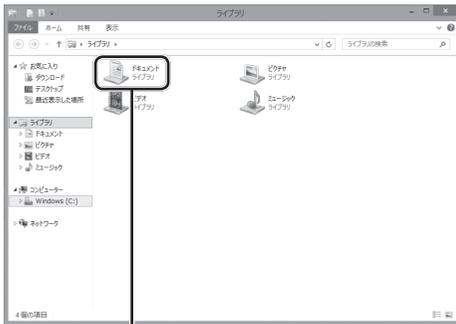 ライブラリ
ファイル ホーム 共有 表示
ライブラリ
ライブラリの検索
お気に入り
ダウンロード
デスクトップ
最近表示した場所
ライブラリ
ドキュメント
ピクチャ
ビデオ
ミュージック
コンピューター
Windows (C:)
ネットワーク
ドキュメント
ライブラリ
ピクチャ
ライブラリ
ビデオ
ライブラリ
ミュージック
ライブラリ
4 個の項目